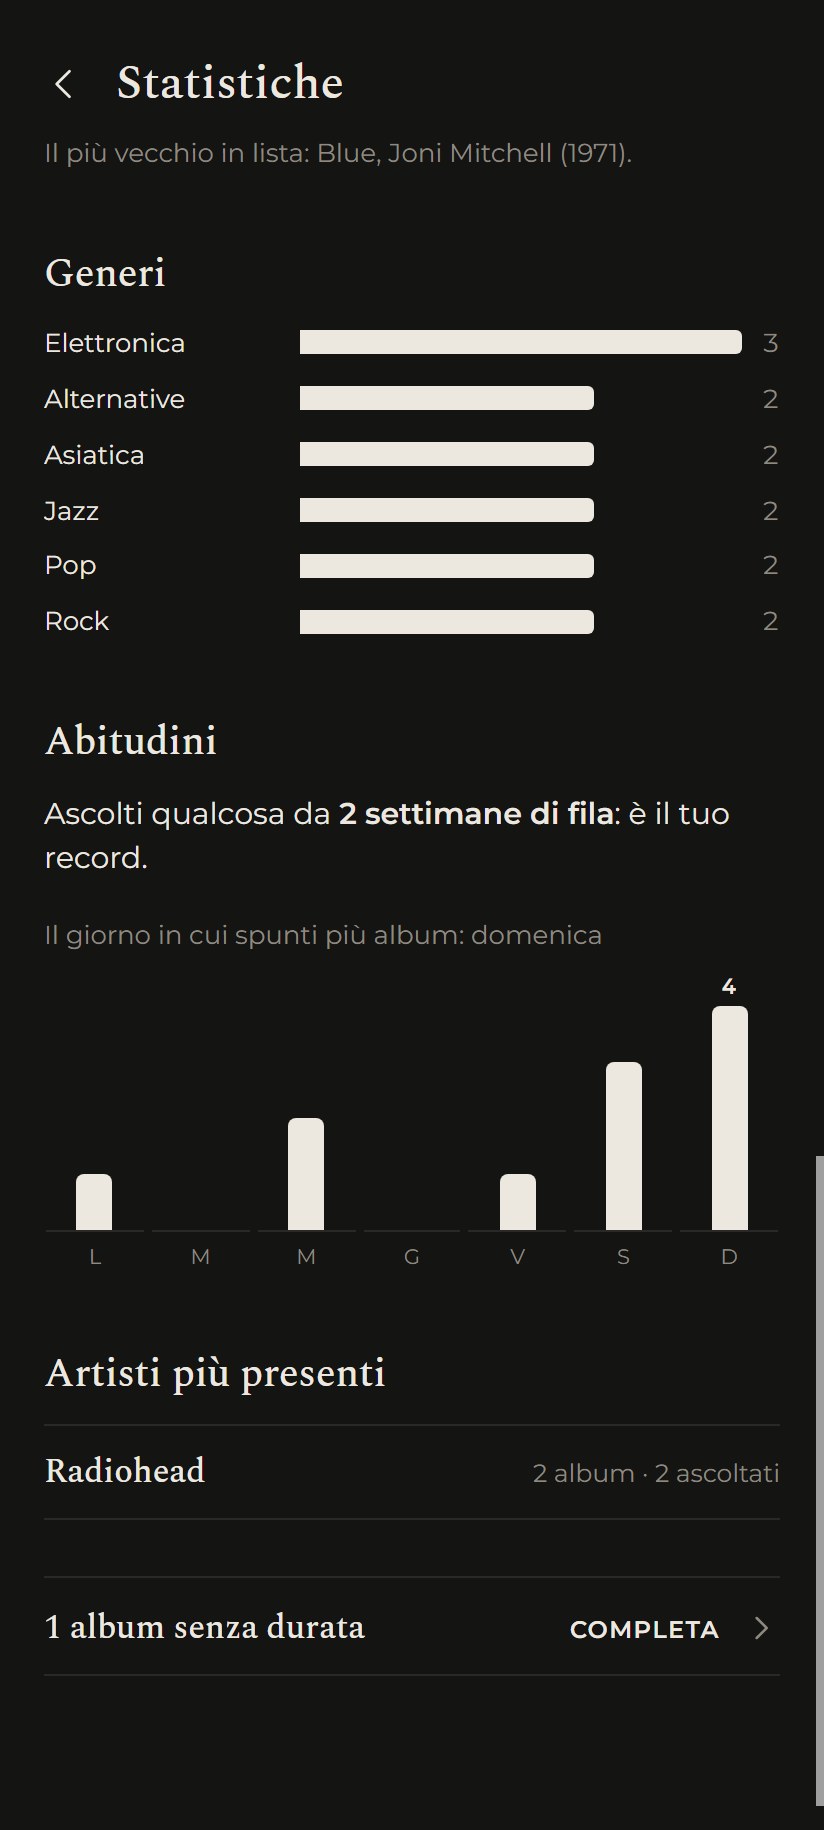 Statistiche
Il più vecchio in lista: Blue, Joni Mitchell (1971).
Generi
Elettronica 3
Alternative 2
Asiatica 2
Jazz 2
Pop 2
Rock 2
Abitudini
Ascolti qualcosa da 2 settimane di fila: è il tuo
record.
Il giorno in cui spunti più album: domenica
4
L M M G V S D
Artisti più presenti
Radiohead 2 album · 2 ascoltati
1 album senza durata COMPLETA